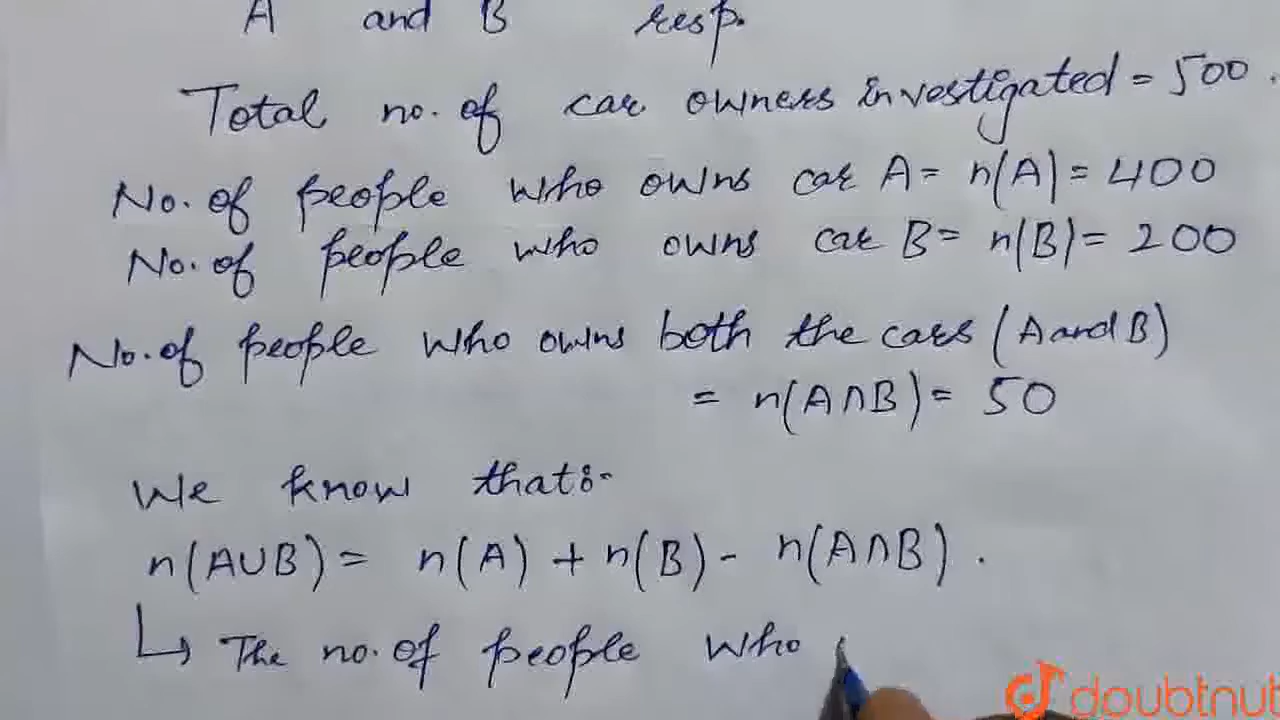 A and B resp.
Total no. of car owners investigated = 500.
No. of people who owns car A = n(A) = 400
No. of people who owns car B = n(B) = 200
No. of people who owns both the cars (A and B)
= n(A∩B) = 50
We know that:-
n(A∪B) = n(A) + n(B) - n(A∩B).
↳ The no. of people who
doubtnut